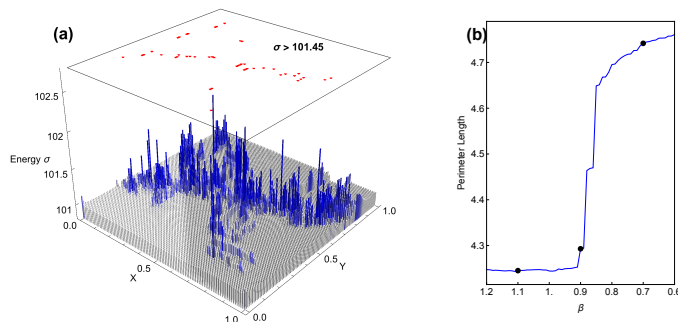 (a)
σ > 101.45
102.5
102
Energy σ
101.5
101
0.0
0.5
X
1.0
0.0
0.5
Y
1.0
(b)
4.7
4.6
Perimeter Length
4.5
4.4
4.3
1.2 1.1 1. 0.9 0.8 0.7 0.6
β